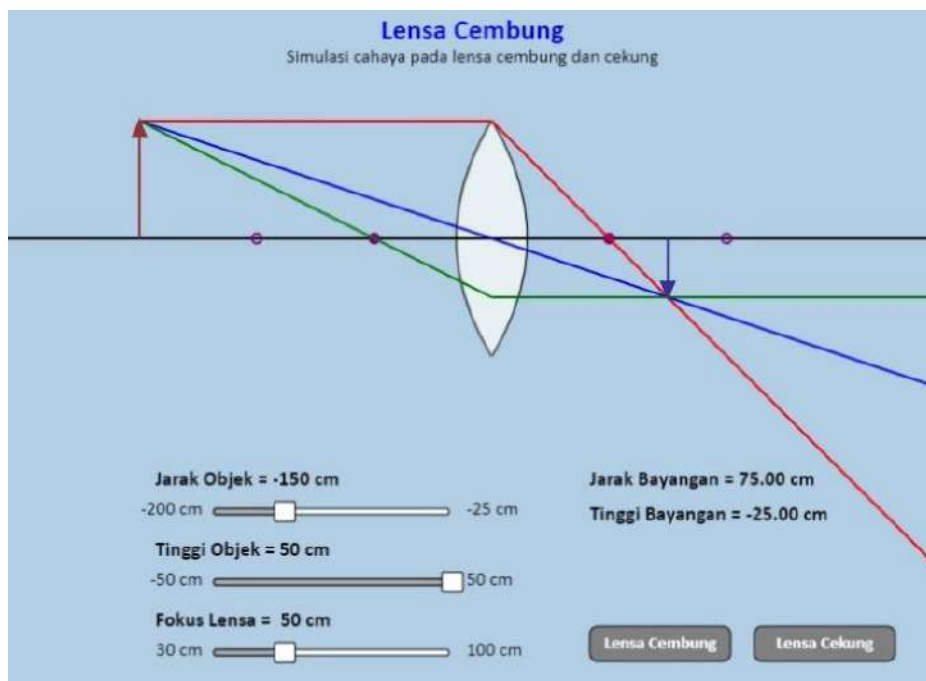 Lensa Cembung
Simulasi cahaya pada lensa cembung dan cekung
Jarak Objek = -150 cm
-200 cm
-25 cm
Tinggi Objek = 50 cm
-50 cm
50 cm
Fokus Lensa = 50 cm
30 cm
100 cm
Jarak Bayangan = 75.00 cm
Tinggi Bayangan = -25.00 cm
Lensa Cembung
Lensa Cekung